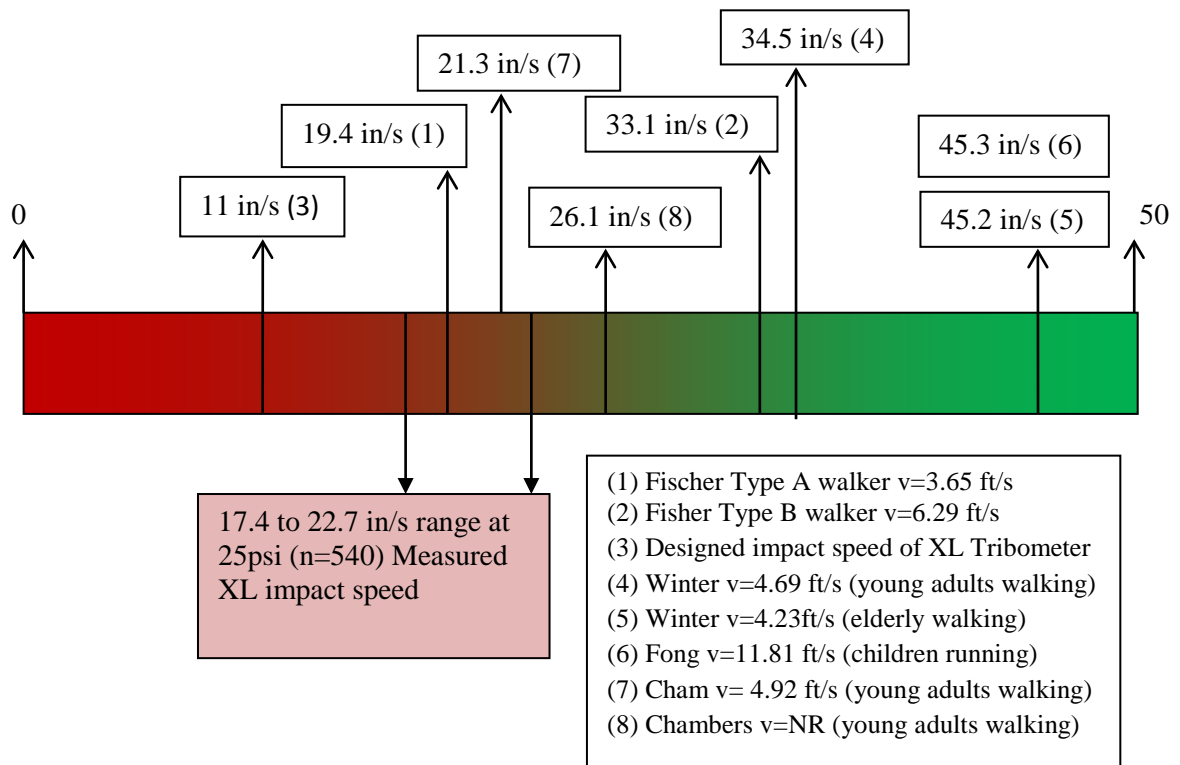 34.5 in/s (4)
21.3 in/s (7)
33.1 in/s (2)
19.4 in/s (1)
45.3 in/s (6)
11 in/s (3)
26.1 in/s (8)
45.2 in/s (5)
0
50
17.4 to 22.7 in/s range at
25psi (n=540) Measured
XL impact speed
(1) Fischer Type A walker v=3.65 ft/s
(2) Fisher Type B walker v=6.29 ft/s
(3) Designed impact speed of XL Tribometer
(4) Winter v=4.69 ft/s (young adults walking)
(5) Winter v=4.23ft/s (elderly walking)
(6) Fong v=11.81 ft/s (children running)
(7) Cham v= 4.92 ft/s (young adults walking)
(8) Chambers v=NR (young adults walking)